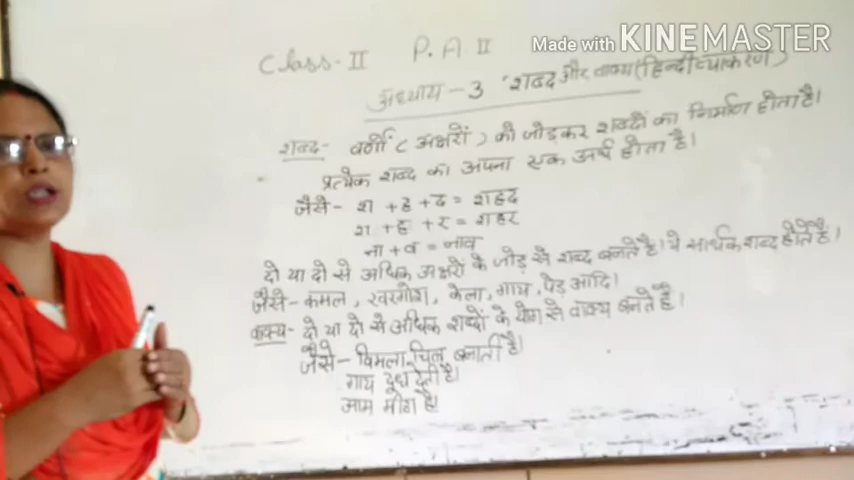 Made with KINEMASTER
Class-II P.A II
अध्याय-3 "शब्द और वाक्य (हिन्दी व्याकरण)
शब्द- वर्णों (अक्षरों) को जोड़कर शब्दों का निर्माण होता है।
प्रत्येक शब्द का अपना एक अर्थ होता है।
जैसे- श +ह +द = शहद
श +ह +र = शहर
ना +व = नाव
दो या दो से अधिक अक्षरों के जोड़ से शब्द बनते है। ये सार्थक शब्द होते है।
जैसे- कमल, खरगोश, केला, गाय, पेड़ आदि।
वाक्य- दो या दो से अधिक शब्दों के योग से वाक्य बनते है।
जैसे- विमला चित्र बनाती है।
गाय दूध देती है।
आम मीठा है।